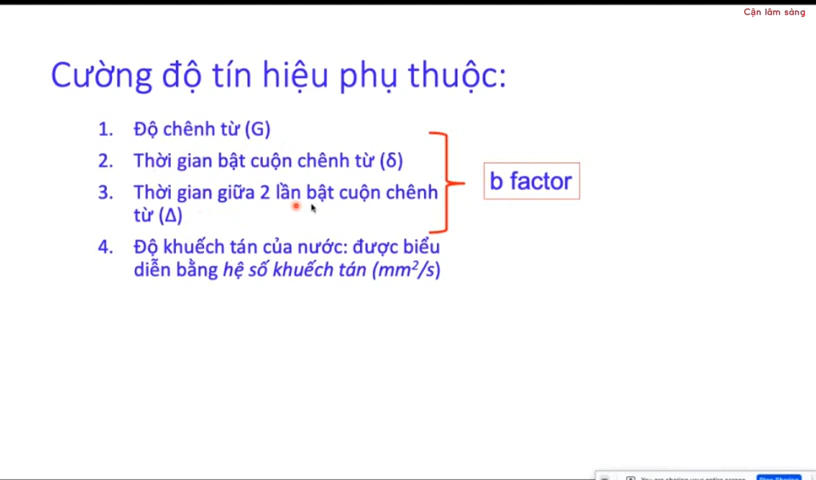 Cận lâm sàng
Cường độ tín hiệu phụ thuộc:
1. Độ chênh từ (G)
2. Thời gian bật cuộn chênh từ (δ)
3. Thời gian giữa 2 lần bật cuộn chênh
từ (Δ)
b factor
4. Độ khuếch tán của nước: được biểu
diễn bằng hệ số khuếch tán (mm²/s)